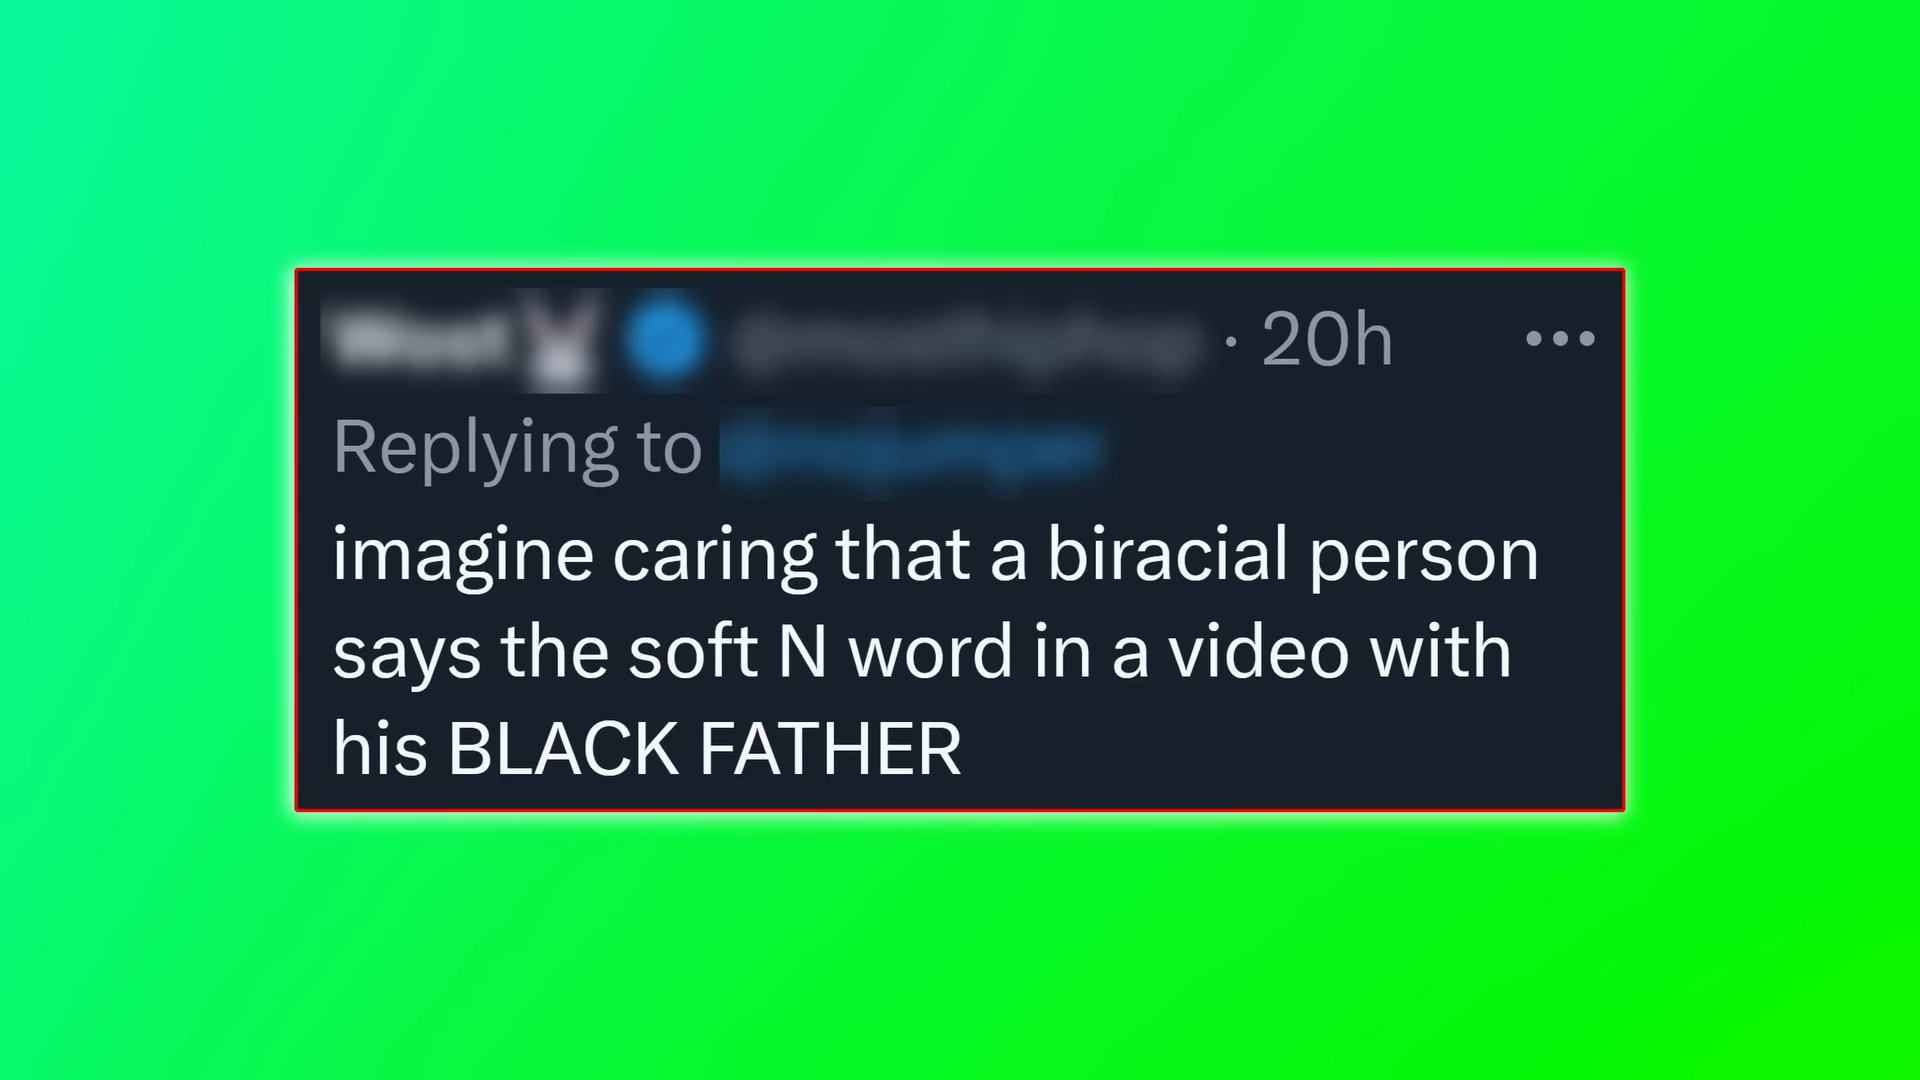 · 20h
Replying to
imagine caring that a biracial person
says the soft N word in a video with
his BLACK FATHER